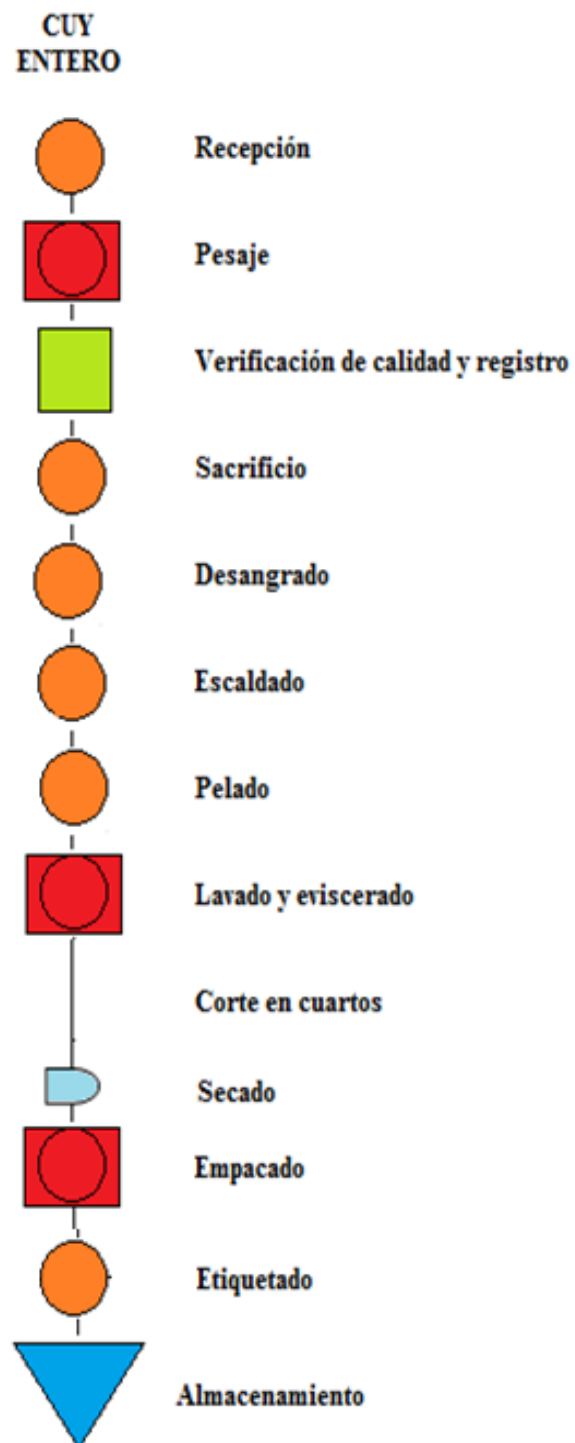 CUY
ENTERO
Recepción
Pesaje
Verificación de calidad y registro
Sacrificio
Desangrado
Escaldado
Pelado
Lavado y eviscerado
Corte en cuartos
Secado
Empacado
Etiquetado
Almacenamiento